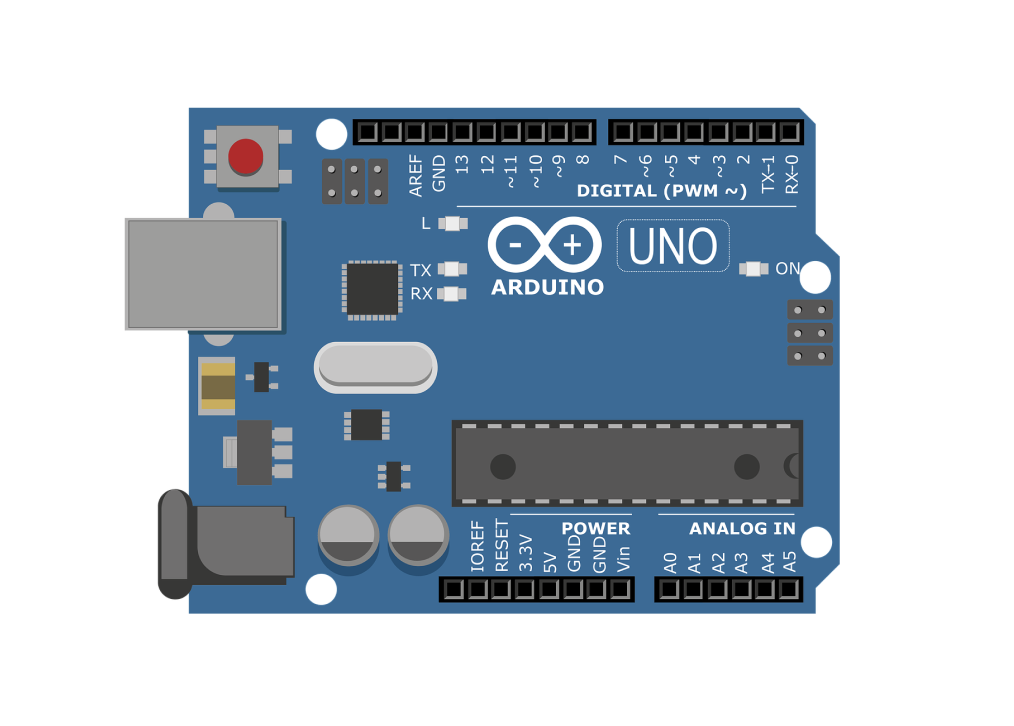 AREF
GND
13
12
~11
~10
~9
8
7
~6
~5
4
~3
2
TX–1
RX–0
DIGITAL (PWM ~)
L
UNO
TX
ON
RX
ARDUINO
POWER
ANALOG IN
IOREF
RESET
3.3V
5V
GND
GND
Vin
A0
A1
A2
A3
A4
A5